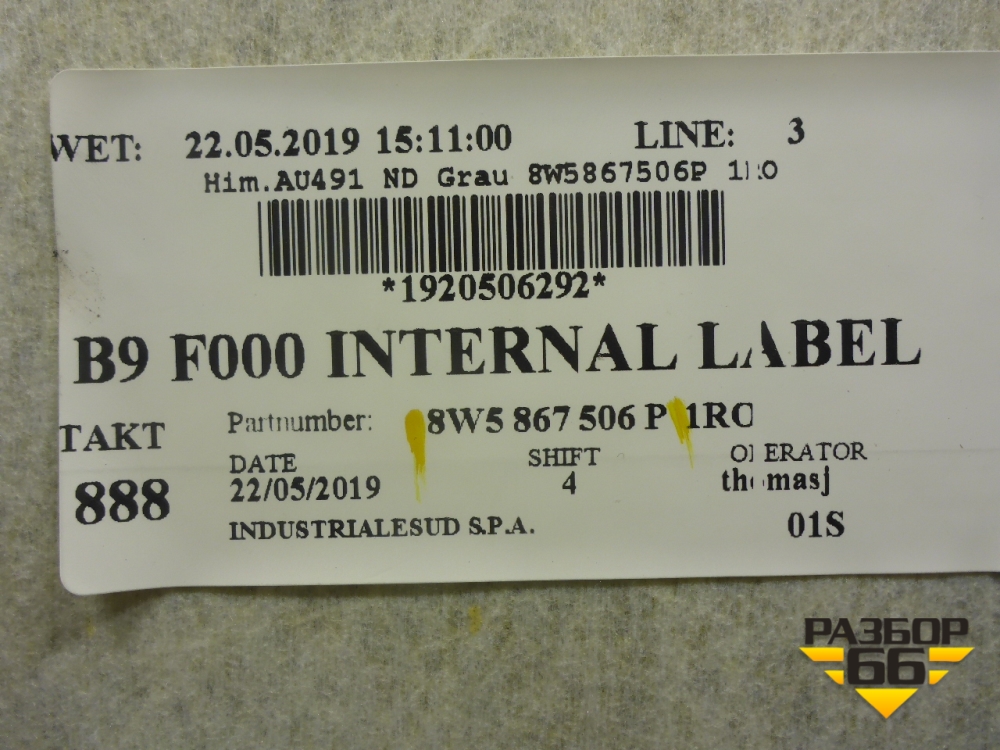 WET: 22.05.2019 15:11:00 LINE: 3
Him.AU491 ND Grau 8W5867506P 1RO
*1920506292*
B9 F000 INTERNAL LABEL
TAKT Partnumber: 8W5 867 506 P 1RO
DATE SHIFT OPERATOR
888 22/05/2019 4 thomasj
INDUSTRIALESUD S.P.A. 01S
РАЗБОР
66